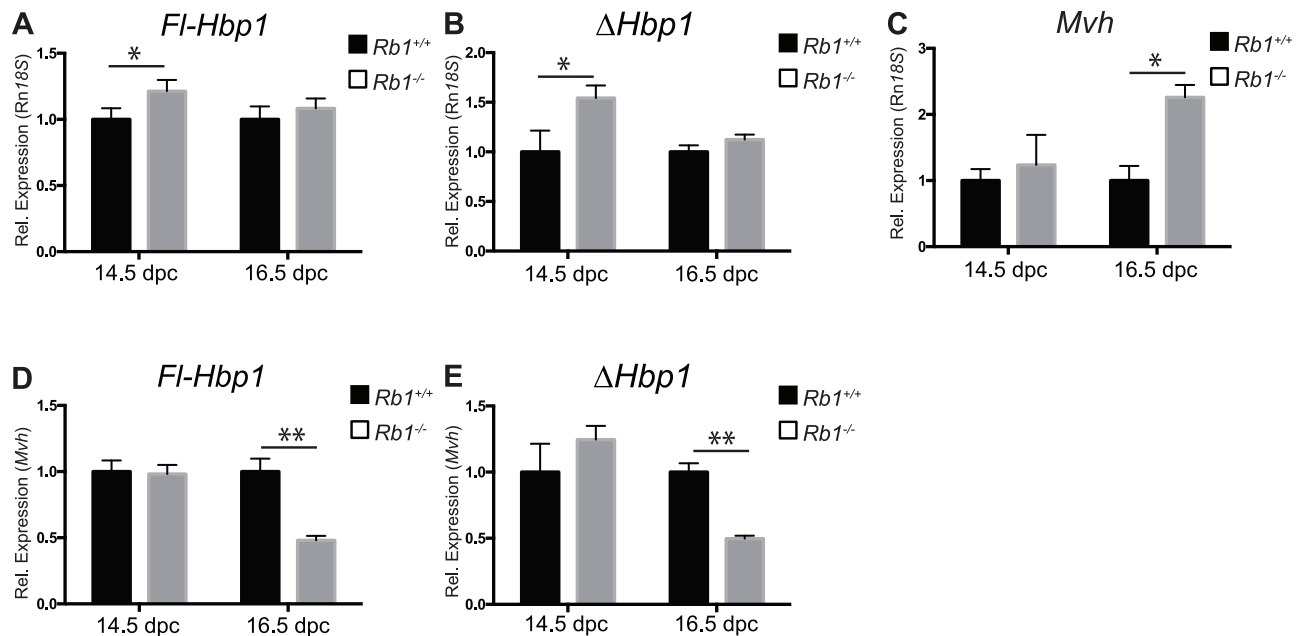 A
Fl-Hbp1
Rb1+/+
Rb1-/-
*
Rel. Expression (Rn18S)
1.5
1.0
0.5
0.0
14.5 dpc
16.5 dpc
B
ΔHbp1
Rb1+/+
Rb1-/-
*
Rel. Expression (Rn18S)
2.0
1.5
1.0
0.5
0.0
14.5 dpc
16.5 dpc
C
Mvh
Rb1+/+
Rb1-/-
*
Rel. Expression (Rn18S)
3
2
1
0
14.5 dpc
16.5 dpc
D
Fl-Hbp1
Rb1+/+
Rb1-/-
**
Rel. Expression (Mvh)
1.5
1.0
0.5
0.0
14.5 dpc
16.5 dpc
E
ΔHbp1
Rb1+/+
Rb1-/-
**
Rel. Expression (Mvh)
1.5
1.0
0.5
0.0
14.5 dpc
16.5 dpc